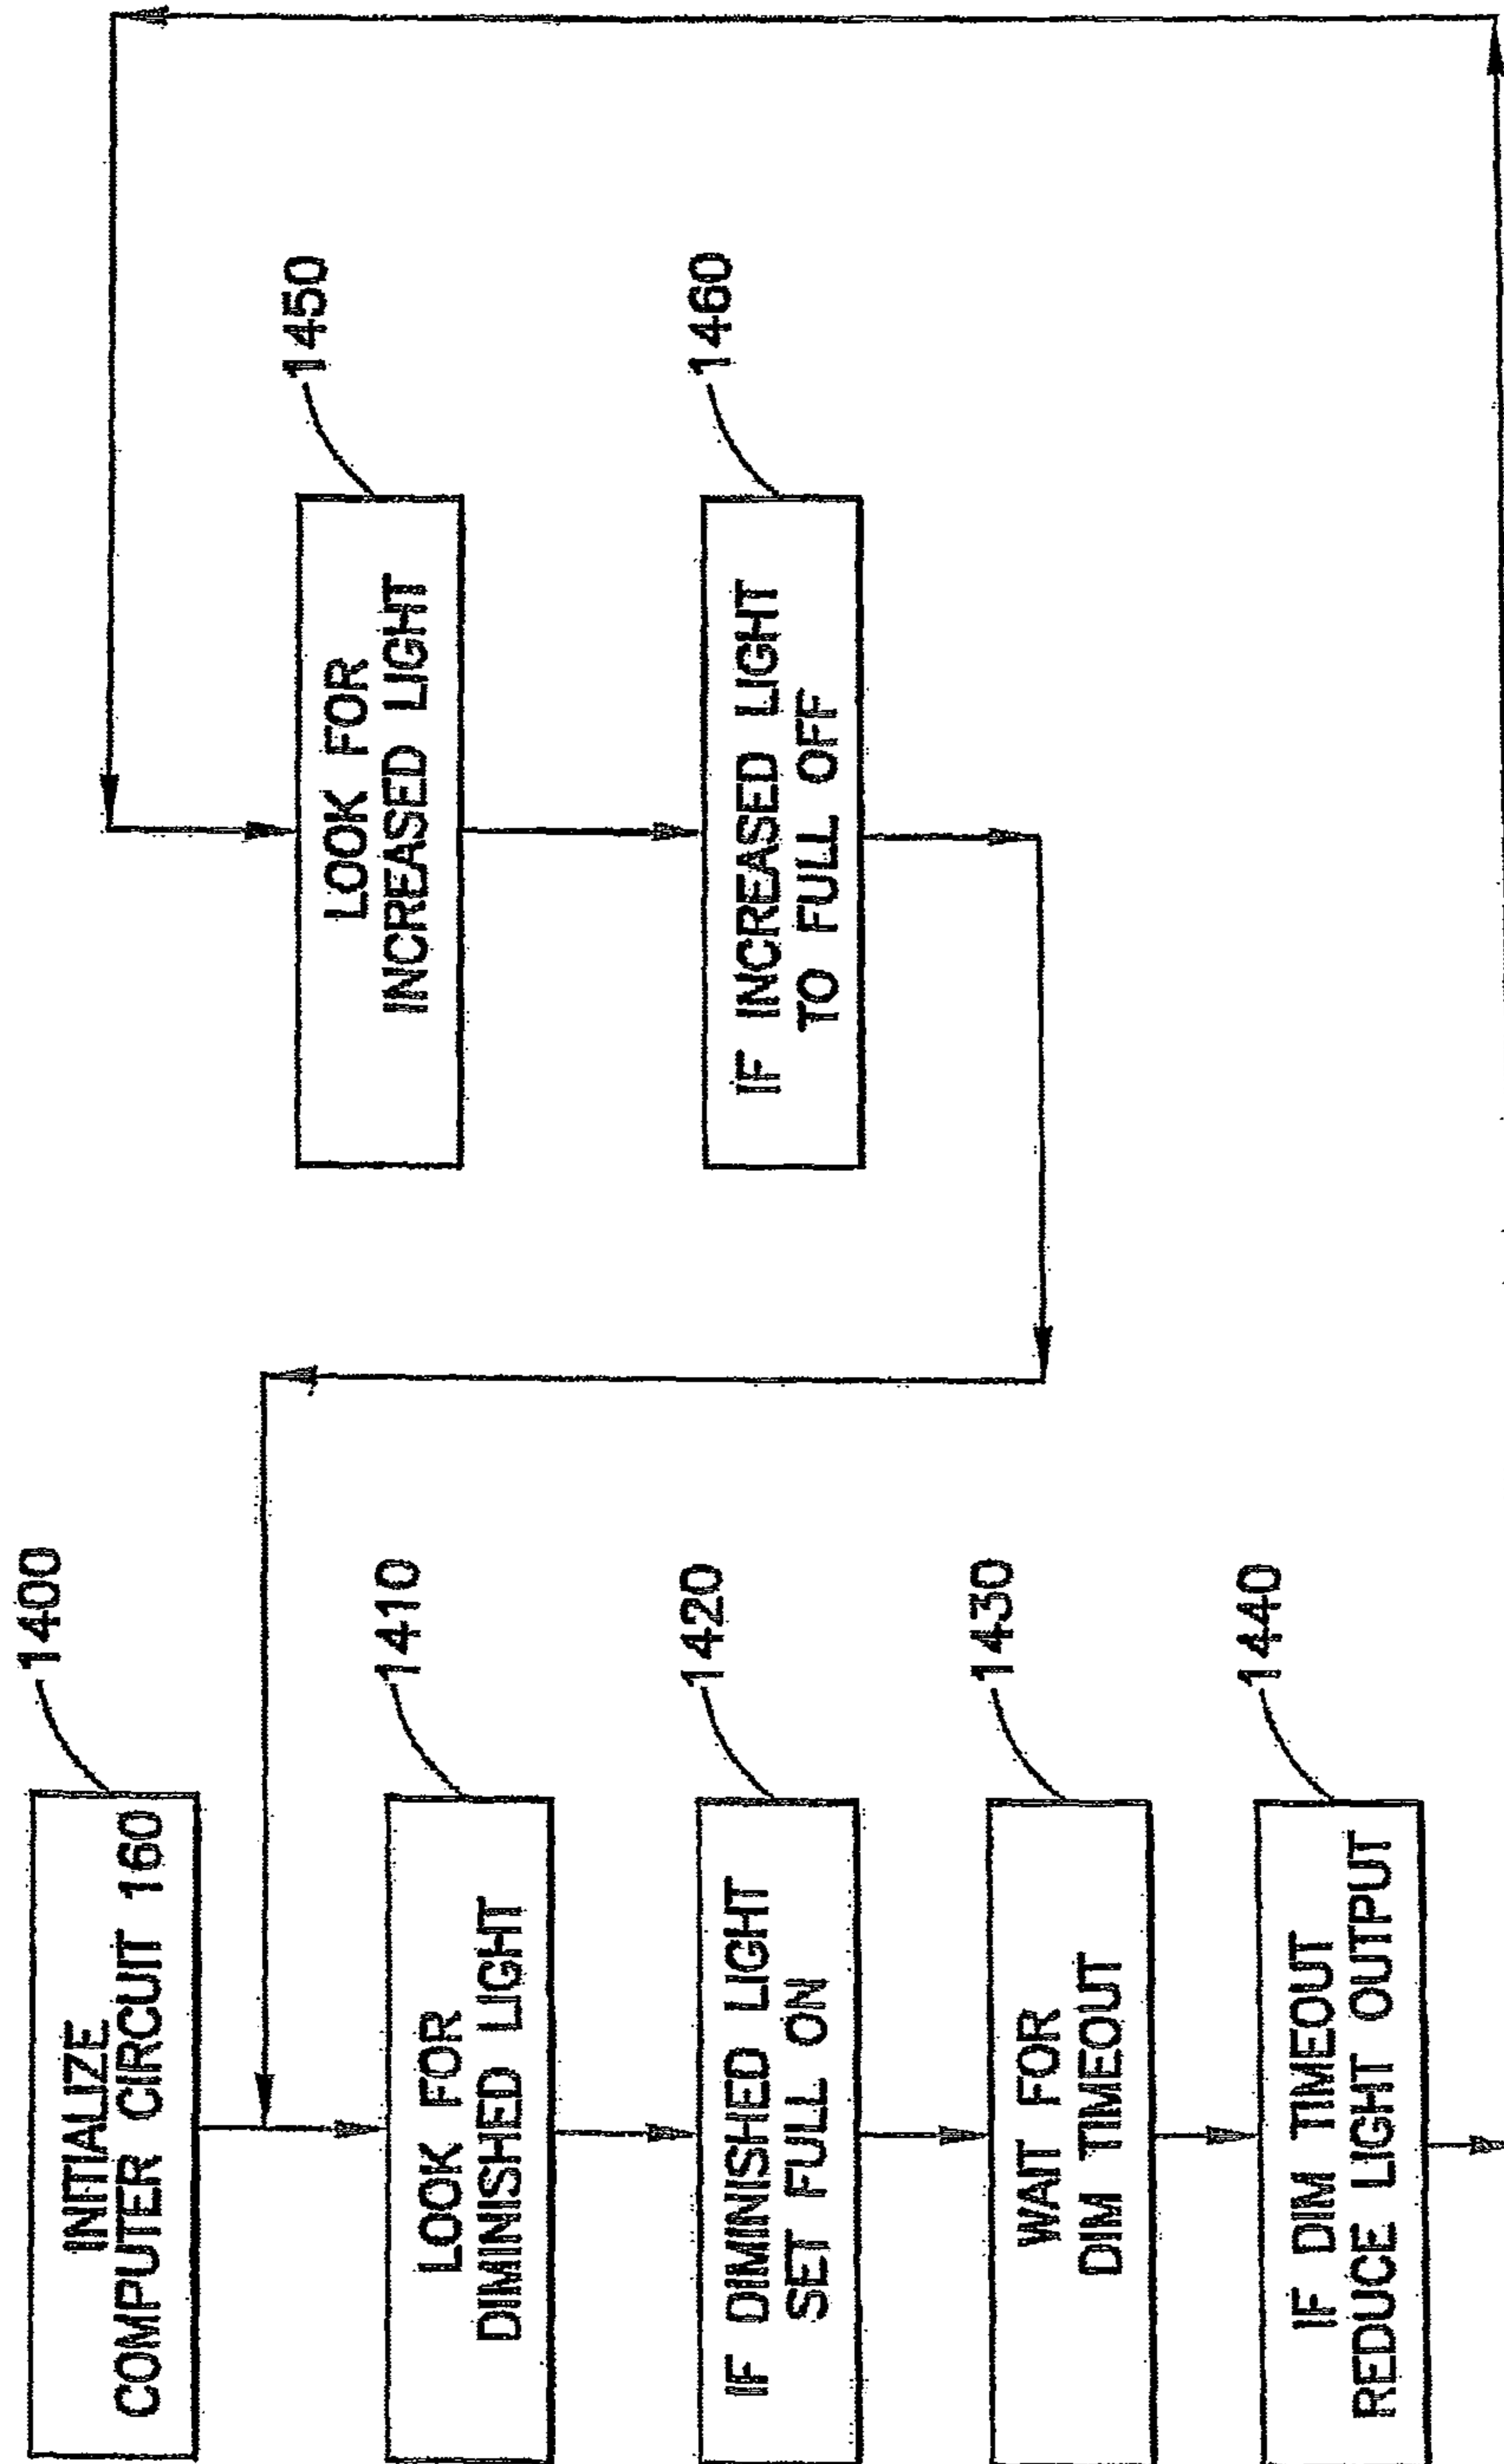 INITIALIZE
COMPUTER CIRCUIT 160
1400
LOOK FOR
DIMINISHED LIGHT
1410
IF DIMINISHED LIGHT
SET FULL ON
1420
WAIT FOR
DIM TIMEOUT
1430
IF DIM TIMEOUT
REDUCE LIGHT OUTPUT
1440
LOOK FOR
INCREASED LIGHT
1450
IF INCREASED LIGHT
TO FULL OFF
1460